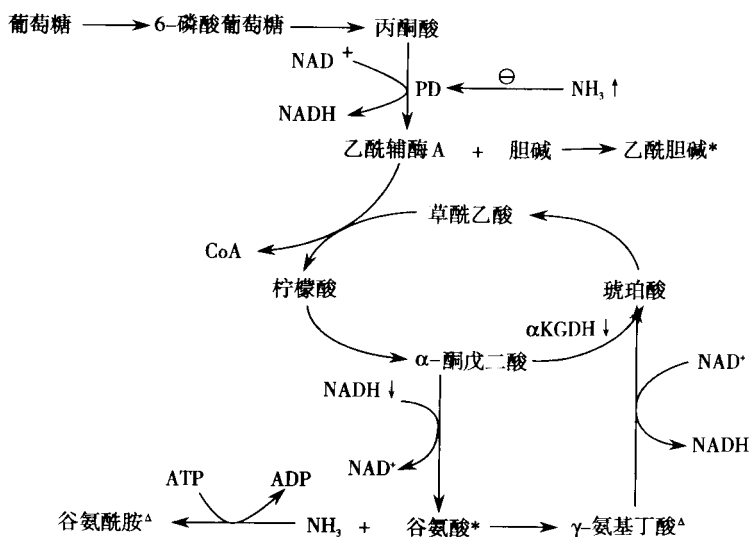 葡萄糖 6-磷酸葡萄糖 丙酮酸
NAD⁺
PD ⊖ NH₃↑
NADH
乙酰辅酶A + 胆碱 乙酰胆碱*
草酰乙酸
CoA
柠檬酸 琥珀酸
αKGDH↓
α-酮戊二酸 NAD⁺
NADH↓
NADH
NAD⁺
ATP ADP
谷氨酰胺△ NH₃ + 谷氨酸* γ-氨基丁酸△